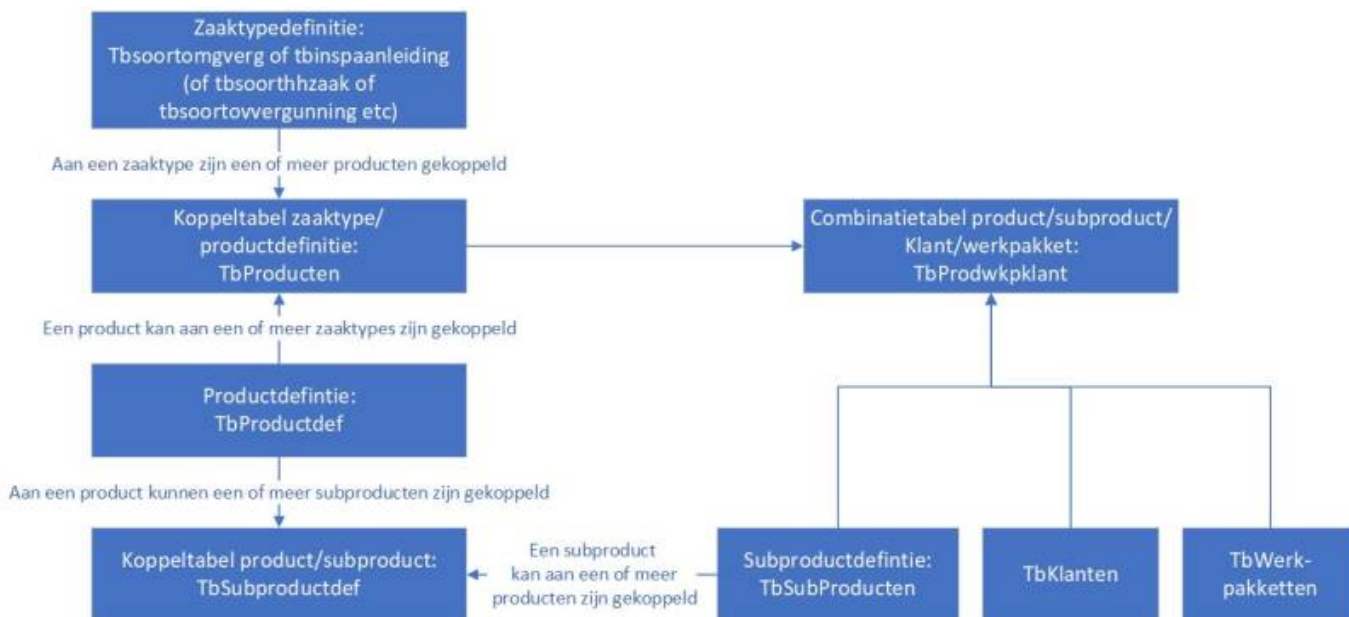 Zaaktypedefinitie:
Tbsoortomgverg of tbinspaanleiding
(of tbsoorthhzaak of
tbsoortovvergunning etc)
Aan een zaaktype zijn een of meer producten gekoppeld
Koppeltabel zaaktype/
productdefinitie:
TbProducten
Combinatietabel product/subproduct/
Klant/werkpakket:
TbProdwkpklant
Een product kan aan een of meer zaaktypes zijn gekoppeld
Productdefintie:
TbProductdef
Aan een product kunnen een of meer subproducten zijn gekoppeld
Koppeltabel product/subproduct:
TbSubproductdef
Een subproduct
kan aan een of meer
producten zijn gekoppeld
Subproductdefintie:
TbSubProducten
TbKlanten
TbWerk-
pakketten